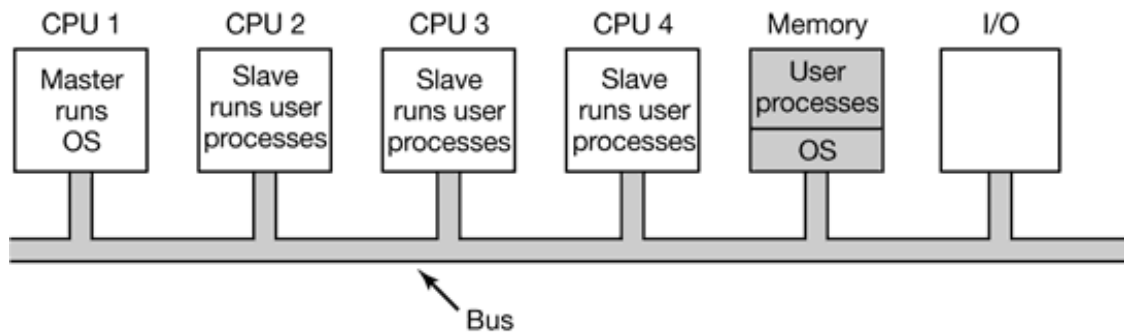 CPU 1
CPU 2
CPU 3
CPU 4
Memory
I/O
Master
runs
OS
Slave
runs user
processes
Slave
runs user
processes
Slave
runs user
processes
User
processes
OS
Bus